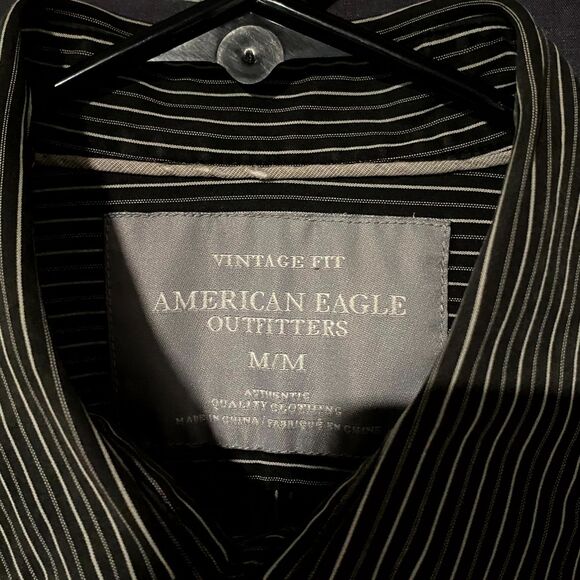 VINTAGE FIT
AMERICAN EAGLE
OUTFITTERS
M/M
AUTHENTIC
QUALITY CLOTHING
MADE IN CHINA / FABRIQUÉ EN CHINE